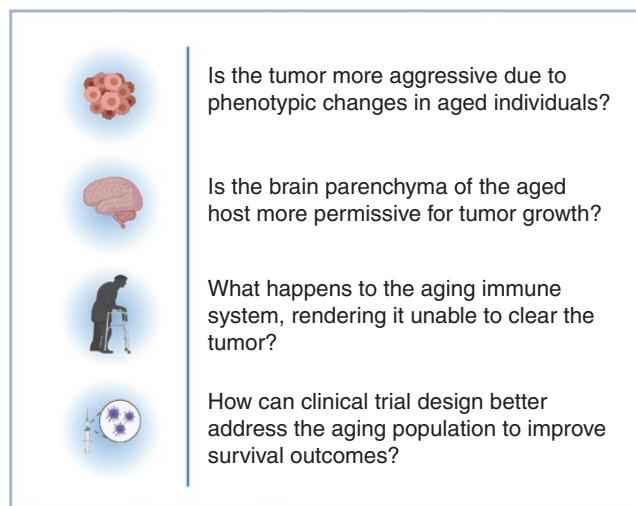 Is the tumor more aggressive due to
phenotypic changes in aged individuals?
Is the brain parenchyma of the aged
host more permissive for tumor growth?
What happens to the aging immune
system, rendering it unable to clear the
tumor?
How can clinical trial design better
address the aging population to improve
survival outcomes?